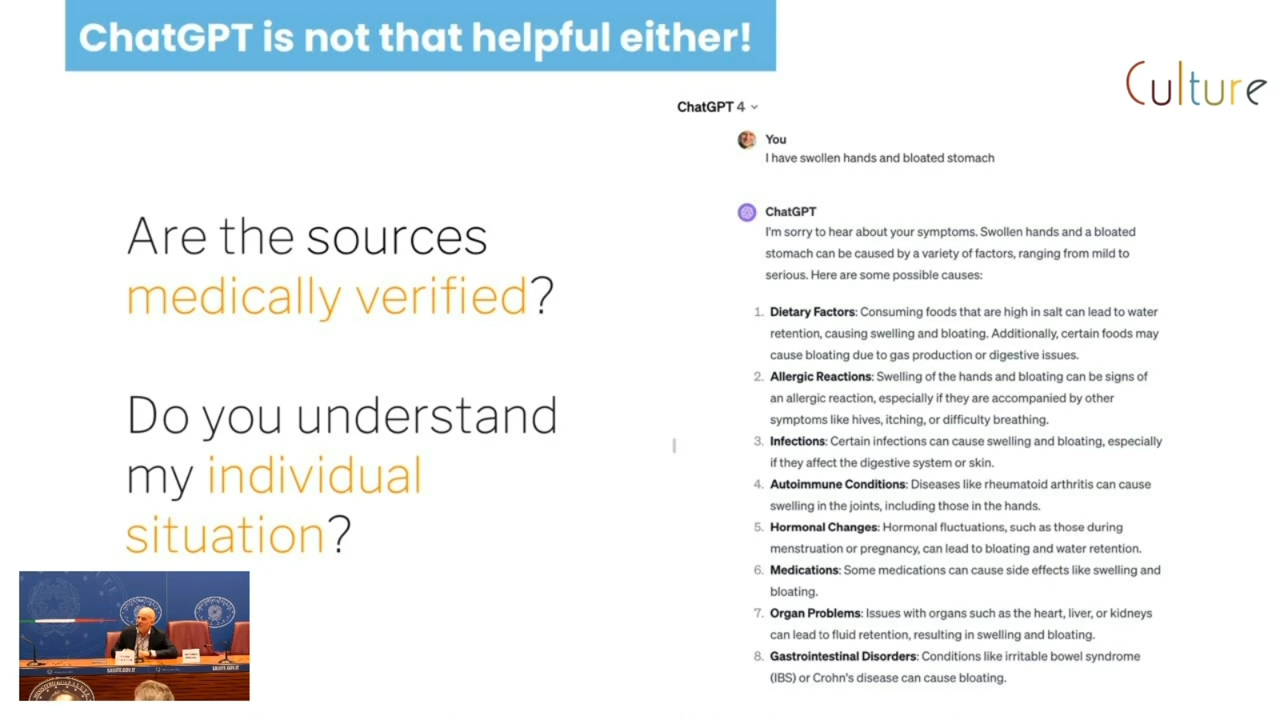 ChatGPT is not that helpful either!
Culture
Are the sources
medically verified?
Do you understand
my individual
situation?
ChatGPT 4
You
I have swollen hands and bloated stomach
ChatGPT
I'm sorry to hear about your symptoms. Swollen hands and a bloated
stomach can be caused by a variety of factors, ranging from mild to
serious. Here are some possible causes:
1. Dietary Factors: Consuming foods that are high in salt can lead to water
retention, causing swelling and bloating. Additionally, certain foods may
cause bloating due to gas production or digestive issues.
2. Allergic Reactions: Swelling of the hands and bloating can be signs of
an allergic reaction, especially if they are accompanied by other
symptoms like hives, itching, or difficulty breathing.
3. Infections: Certain infections can cause swelling and bloating, especially
if they affect the digestive system or skin.
4. Autoimmune Conditions: Diseases like rheumatoid arthritis can cause
swelling in the joints, including those in the hands.
5. Hormonal Changes: Hormonal fluctuations, such as those during
menstruation or pregnancy, can lead to bloating and water retention.
6. Medications: Some medications can cause side effects like swelling and
bloating.
7. Organ Problems: Issues with organs such as the heart, liver, or kidneys
can lead to fluid retention, resulting in swelling and bloating.
8. Gastrointestinal Disorders: Conditions like irritable bowel syndrome
(IBS) or Crohn's disease can cause bloating.
SALUTE.GOV.IT
SALUTE.GOV.IT